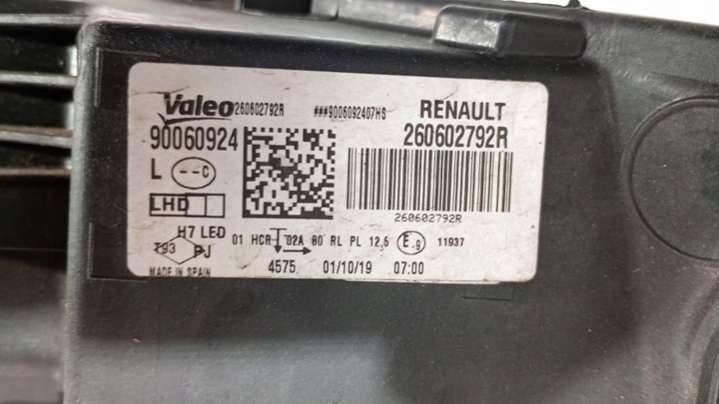 Valeo 260602792R ###9006092407HS RENAULT
90060924 260602792R
L --C
LHD 260602792R
H7 LED 01 HCR 02A 80 RL PL 12,5 E9 11937
T93 PJ
MADE IN SPAIN 4575 01/10/19 07:00